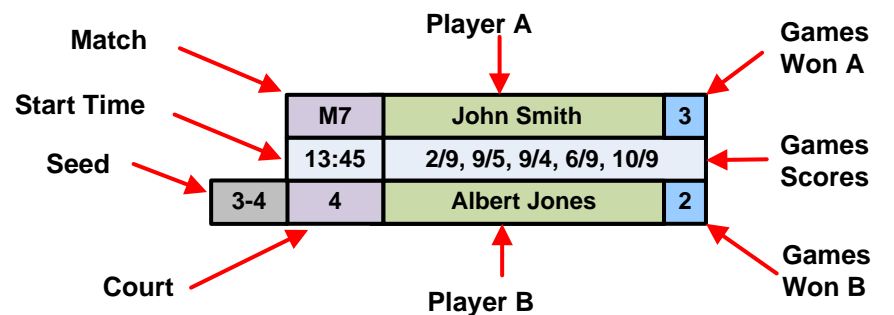 Match
Player A
Games
Won A
Start Time
M7
John Smith
3
Seed
13:45
2/9, 9/5, 9/4, 6/9, 10/9
Games
Scores
3-4
4
Albert Jones
2
Court
Player B
Games
Won B